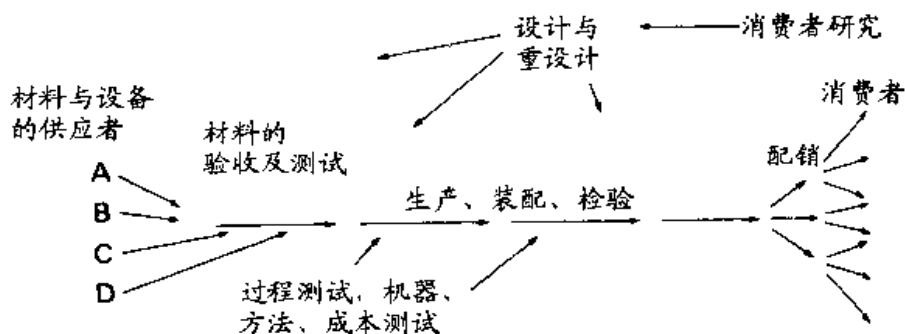 设计与
重设计
消费者研究
材料与设备
的供应者
消费者
材料的
验收及测试
配销
A
B
C
D
生产、装配、检验
过程测试，机器、
方法、成本测试